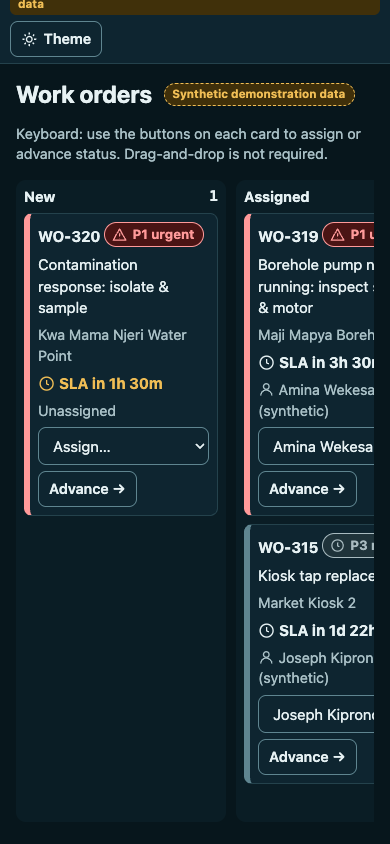 data
Theme
Work orders
Synthetic demonstration data
Keyboard: use the buttons on each card to assign or
advance status. Drag-and-drop is not required.
New 1
WO-320 P1 urgent
Contamination
response: isolate &
sample
Kwa Mama Njeri Water
Point
SLA in 1h 30m
Unassigned
Assign...
Advance →
Assigned
WO-319 P1
Borehole pump
running: inspect
& motor
Maji Mapya
SLA in 3h
Amina Wekesa
(synthetic)
Amina Wekesa
Advance →
WO-315 P3
Kiosk tap
Market Kiosk 2
SLA in 1d
Joseph
(synthetic)
Joseph
Advance →